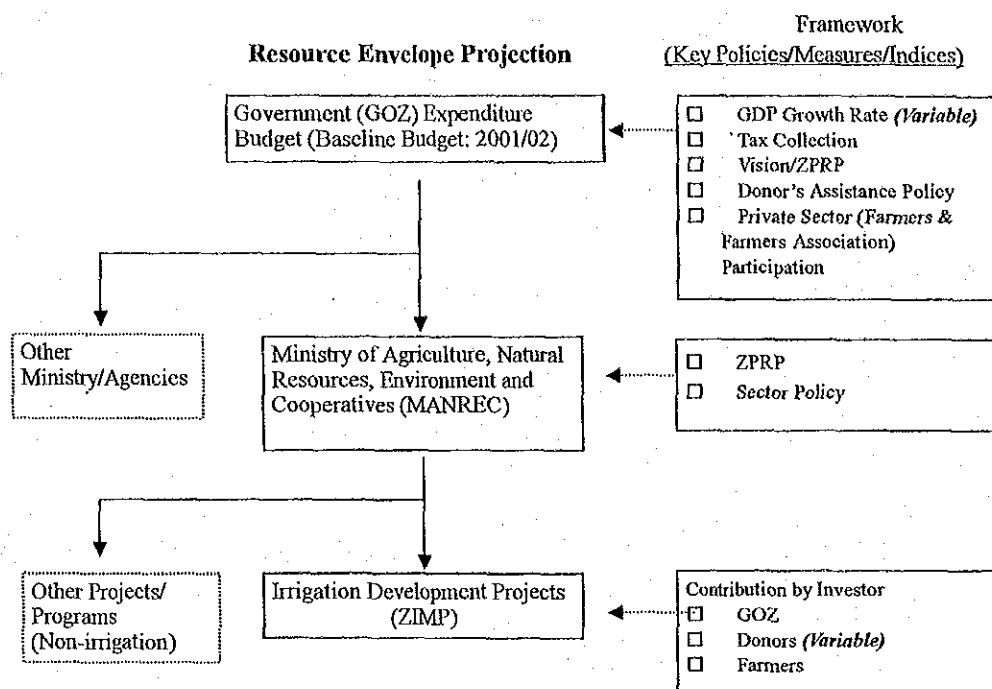 Framework
Resource Envelope Projection
(Key Policies/Measures/Indices)
Government (GOZ) Expenditure
Budget (Baseline Budget: 2001/02)
☐ GDP Growth Rate (Variable)
☐ Tax Collection
☐ Vision/ZPRP
☐ Donor's Assistance Policy
☐ Private Sector (Farmers &
Farmers Association)
Participation
Other
Ministry/Agencies
Ministry of Agriculture, Natural
Resources, Environment and
Cooperatives (MANREC)
☐ ZPRP
☐ Sector Policy
Other Projects/
Programs
(Non-irrigation)
Irrigation Development Projects
(ZIMP)
Contribution by Investor
☐ GOZ
☐ Donors (Variable)
☐ Farmers